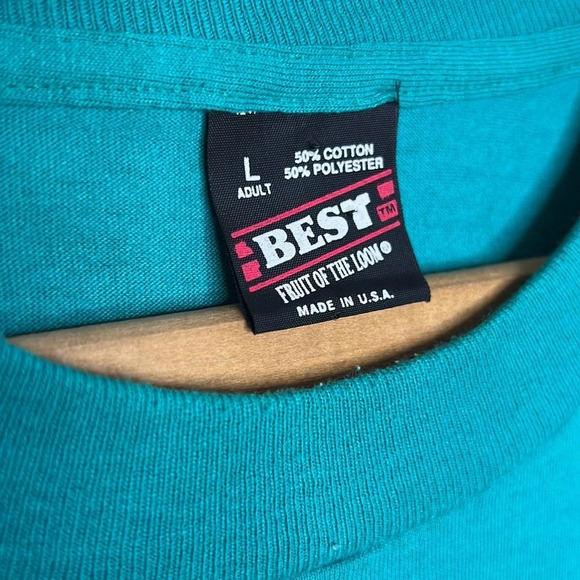 L
ADULT
50% COTTON
50% POLYESTER
BEST
TM
FRUIT OF THE LOOM®
MADE IN U.S.A.